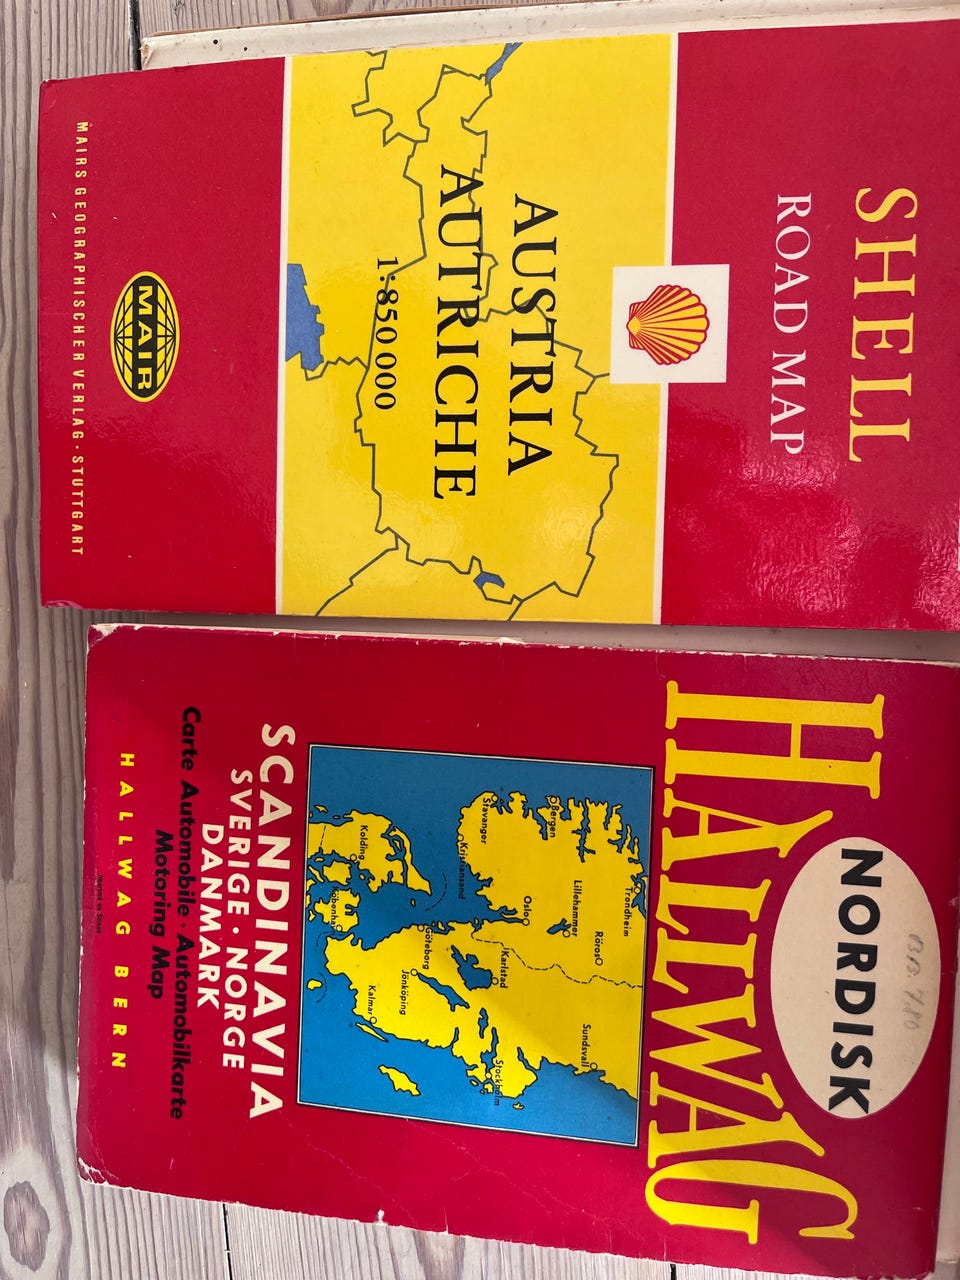 SHELL
ROAD MAP
AUSTRIA
AUTRICHE
1:850 000
MAIR
MAIRS GEOGRAPHISCHER VERLAG · STUTTGART
NORDISK
HALLWAG
Trondheim
Bergen
Lillehammer
Röros
Sundsvall
Stavanger
Oslo
Karlstad
Stockholm
Kristiansand
Göteborg
Jönköping
Kalmar
Kolding
Köbenhavn
SCANDINAVIA
SVERIGE · NORGE
DANMARK
Carte Automobile · Automobilkarte
Motoring Map
HALLWAG BERN